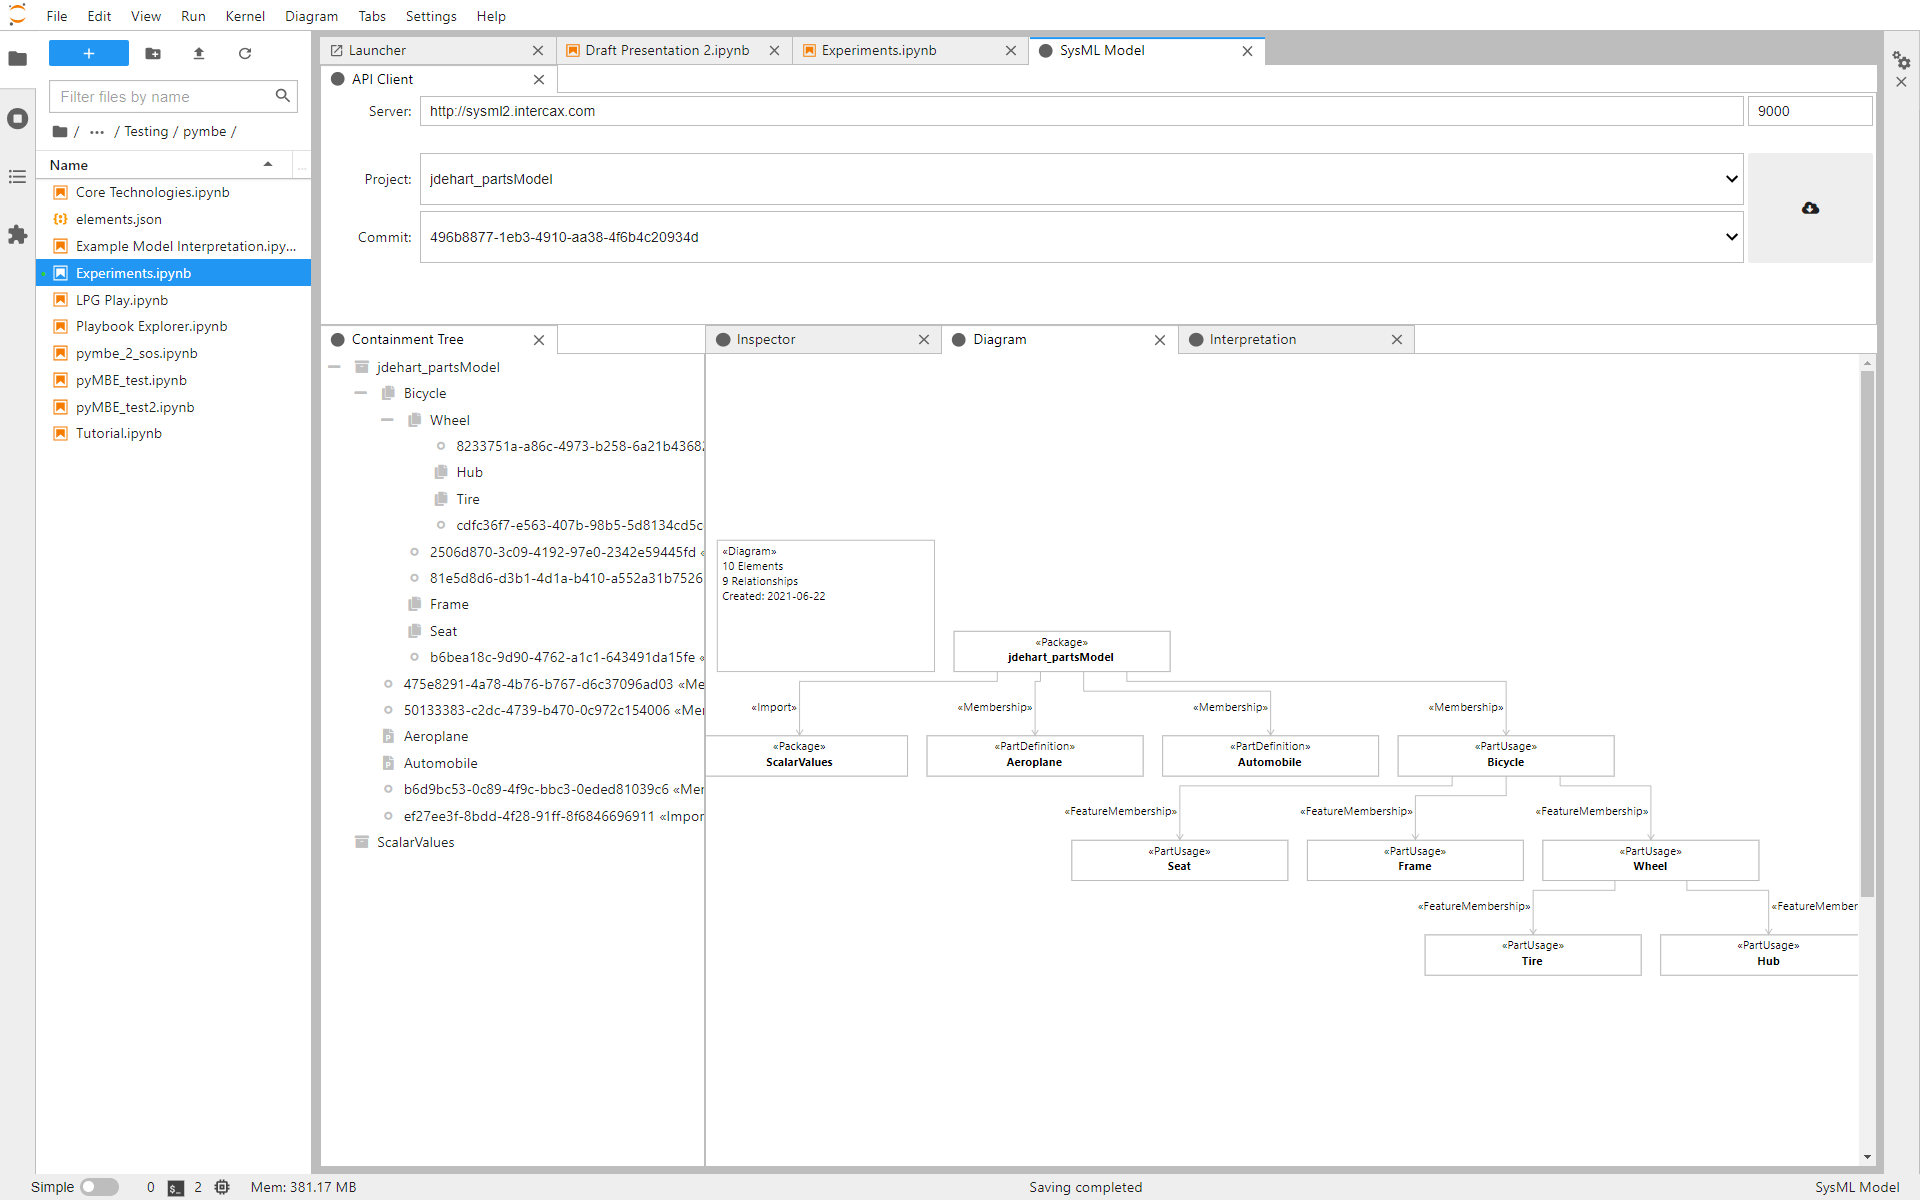 File Edit View Run Kernel Diagram Tabs Settings Help
Filter files by name
/ ··· / Testing / pymbe /
Name
Core Technologies.ipynb
elements.json
Example Model Interpretation.ipy...
Experiments.ipynb
LPG Play.ipynb
Playbook Explorer.ipynb
pymbe_2_sos.ipynb
pyMBE_test.ipynb
pyMBE_test2.ipynb
Tutorial.ipynb
Launcher
Draft Presentation 2.ipynb
Experiments.ipynb
SysML Model
API Client
Server: http://sysml2.intercax.com 9000
Project: jdehart_partsModel
Commit: 496b8877-1eb3-4910-aa38-4f6b4c20934d
Containment Tree
jdehart_partsModel
Bicycle
Wheel
8233751a-a86c-4973-b258-6a21b4368
Hub
Tire
cdfc36f7-e563-407b-98b5-5d8134cd5c
2506d870-3c09-4192-97e0-2342e59445fd «
81e5d8d6-d3b1-4d1a-b410-a552a31b7526
Frame
Seat
b6bea18c-9d90-4762-a1c1-643491da15fe «
475e8291-4a78-4b76-b767-d6c37096ad03 «Me
50133383-c2dc-4739-b470-0c972c154006 «Mer
Aeroplane
Automobile
b6d9bc53-0c89-4f9c-bbc3-0eded81039c6 «Mer
ef27ee3f-8bdd-4f28-91ff-8f6846696911 «Impor
ScalarValues
Inspector
Diagram
Interpretation
«Diagram»
10 Elements
9 Relationships
Created: 2021-06-22
«Package»
jdehart_partsModel
«Import»
«Membership»
«Membership»
«Membership»
«Package»
ScalarValues
«PartDefinition»
Aeroplane
«PartDefinition»
Automobile
«PartUsage»
Bicycle
«FeatureMembership»
«FeatureMembership»
«FeatureMembership»
«PartUsage»
Seat
«PartUsage»
Frame
«PartUsage»
Wheel
«FeatureMembership»
«FeatureMember
«PartUsage»
Tire
«PartUsage»
Hub
Simple 0 $_ 2 Mem: 381.17 MB
Saving completed
SysML Model